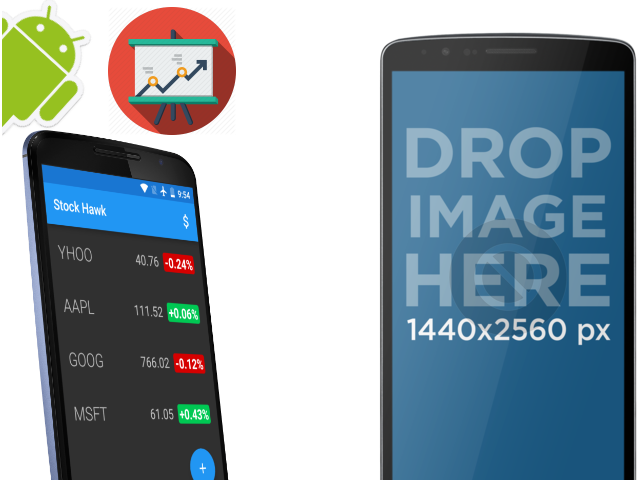 9:54
Stock Hawk $
YHOO 40.76 -0.24%
AAPL 111.52 +0.06%
GOOG 766.02 -0.12%
MSFT 61.05 +0.43%
+
DROP
IMAGE
HERE
1440x2560 px